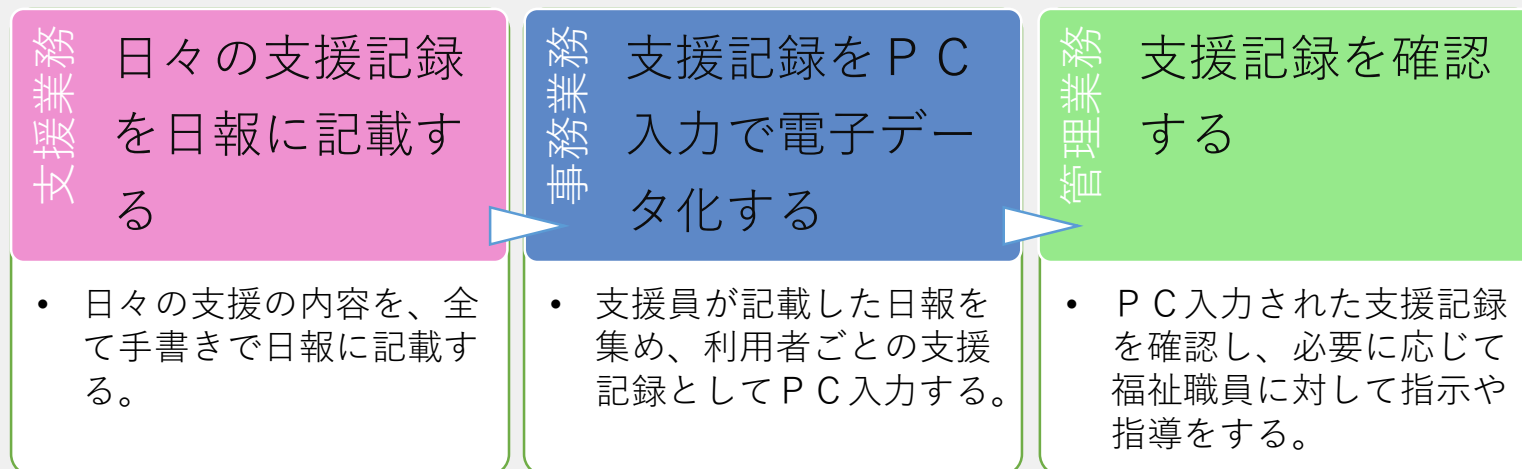 支援業務
日々の支援記録
を日報に記載す
る
• 日々の支援の内容を、全
て手書きで日報に記載す
る。
事務業務
支援記録をＰＣ
入力で電子デー
タ化する
• 支援員が記載した日報を
集め、利用者ごとの支援
記録としてＰＣ入力する。
管理業務
支援記録を確認
する
• ＰＣ入力された支援記録
を確認し、必要に応じて
福祉職員に対して指示や
指導をする。